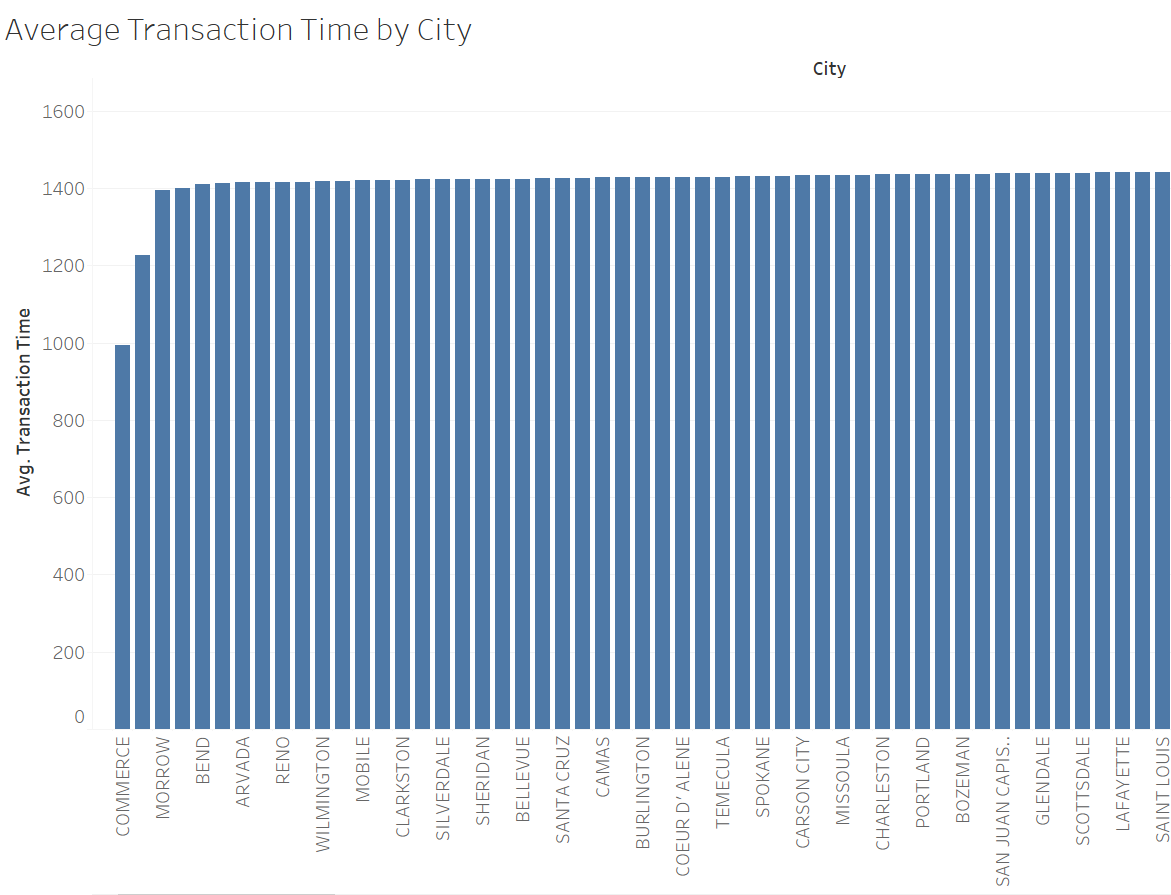 Average Transaction Time by City
City
1600
1400
1200
1000
800
600
400
200
0
Avg. Transaction Time
COMMERCE
MORROW
BEND
ARVADA
RENO
WILMINGTON
MOBILE
CLARKSTON
SILVERDALE
SHERIDAN
BELLEVUE
SANTA CRUZ
CAMAS
BURLINGTON
COEUR D’ ALENE
TEMECULA
SPOKANE
CARSON CITY
MISSOULA
CHARLESTON
PORTLAND
BOZEMAN
SAN JUAN CAPIS..
GLENDALE
SCOTTSDALE
LAFAYETTE
SAINT LOUIS